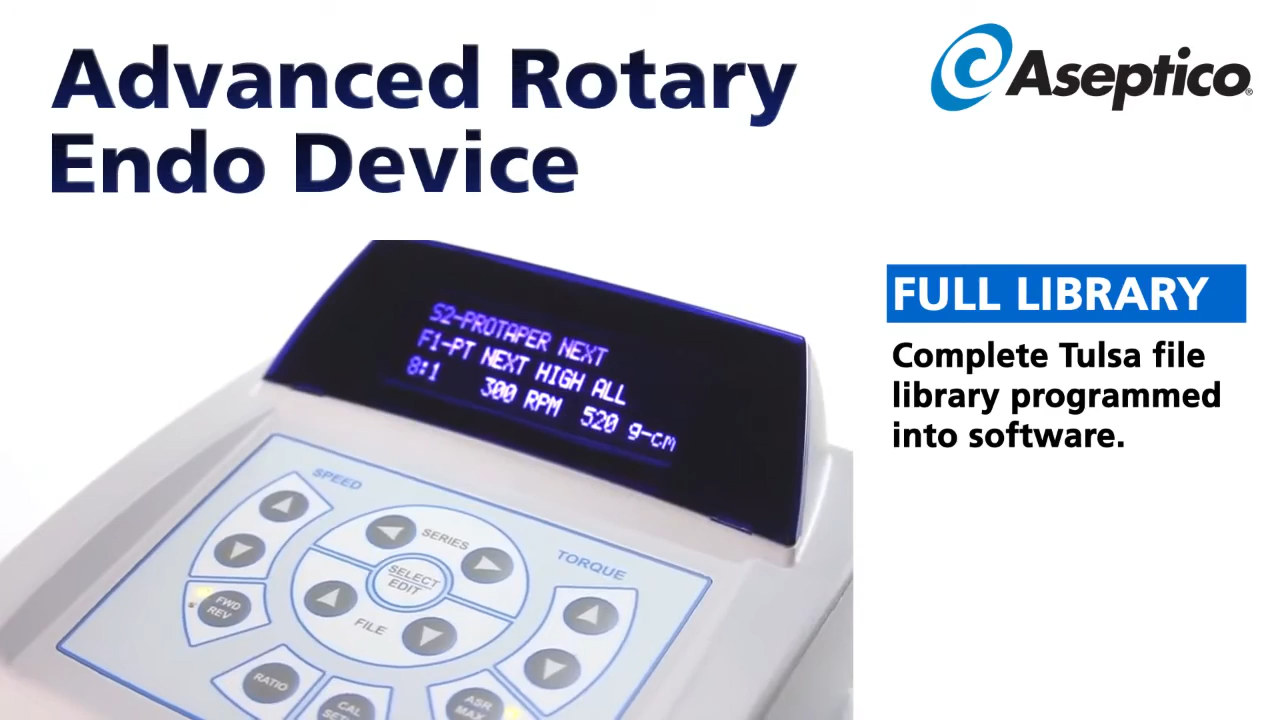 Advanced Rotary
Endo Device
Aseptico®
FULL LIBRARY
Complete Tulsa file
library programmed
into software.
S2-PROTAPER NEXT
F1-PT NEXT HIGH ALL
8:1 300 RPM 520 g-cm
SPEED
SERIES
TORQUE
SELECT
EDIT
FWD
REV
FILE
RATIO
CAL
ASR
MAX